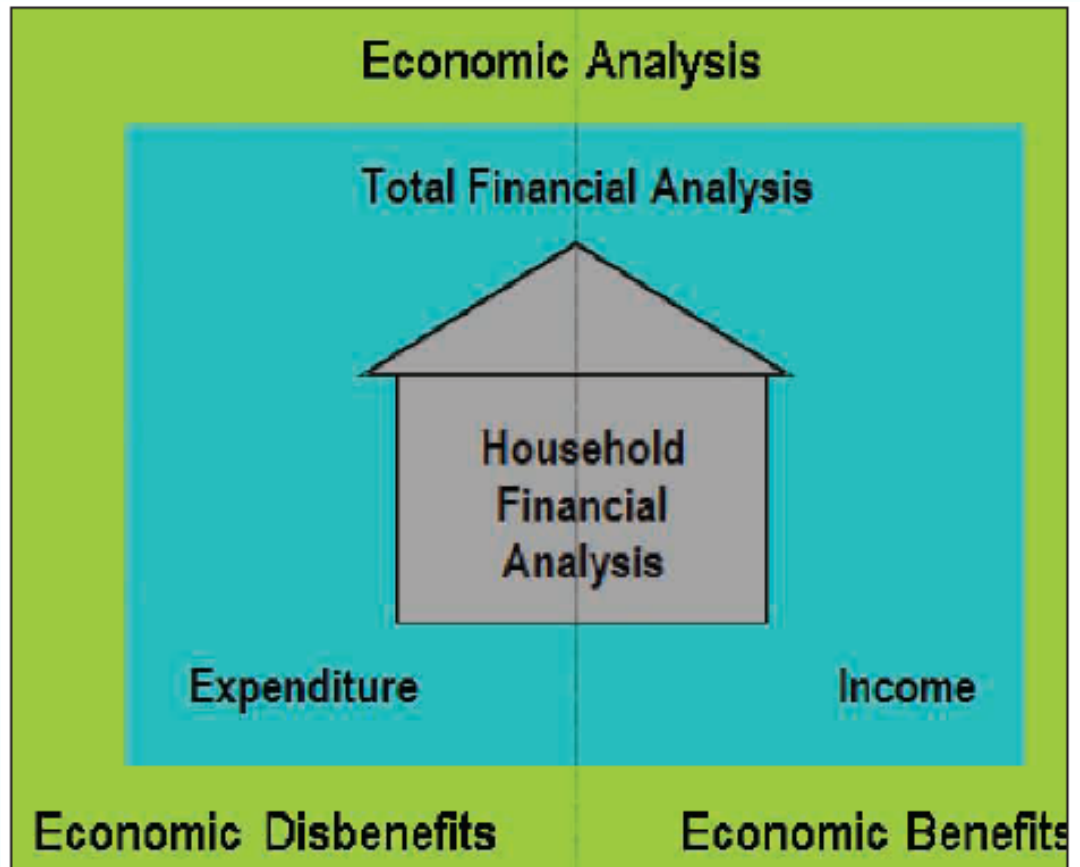 Economic Analysis
Total Financial Analysis
Household
Financial
Analysis
Expenditure
Income
Economic Disbenefits
Economic Benefits